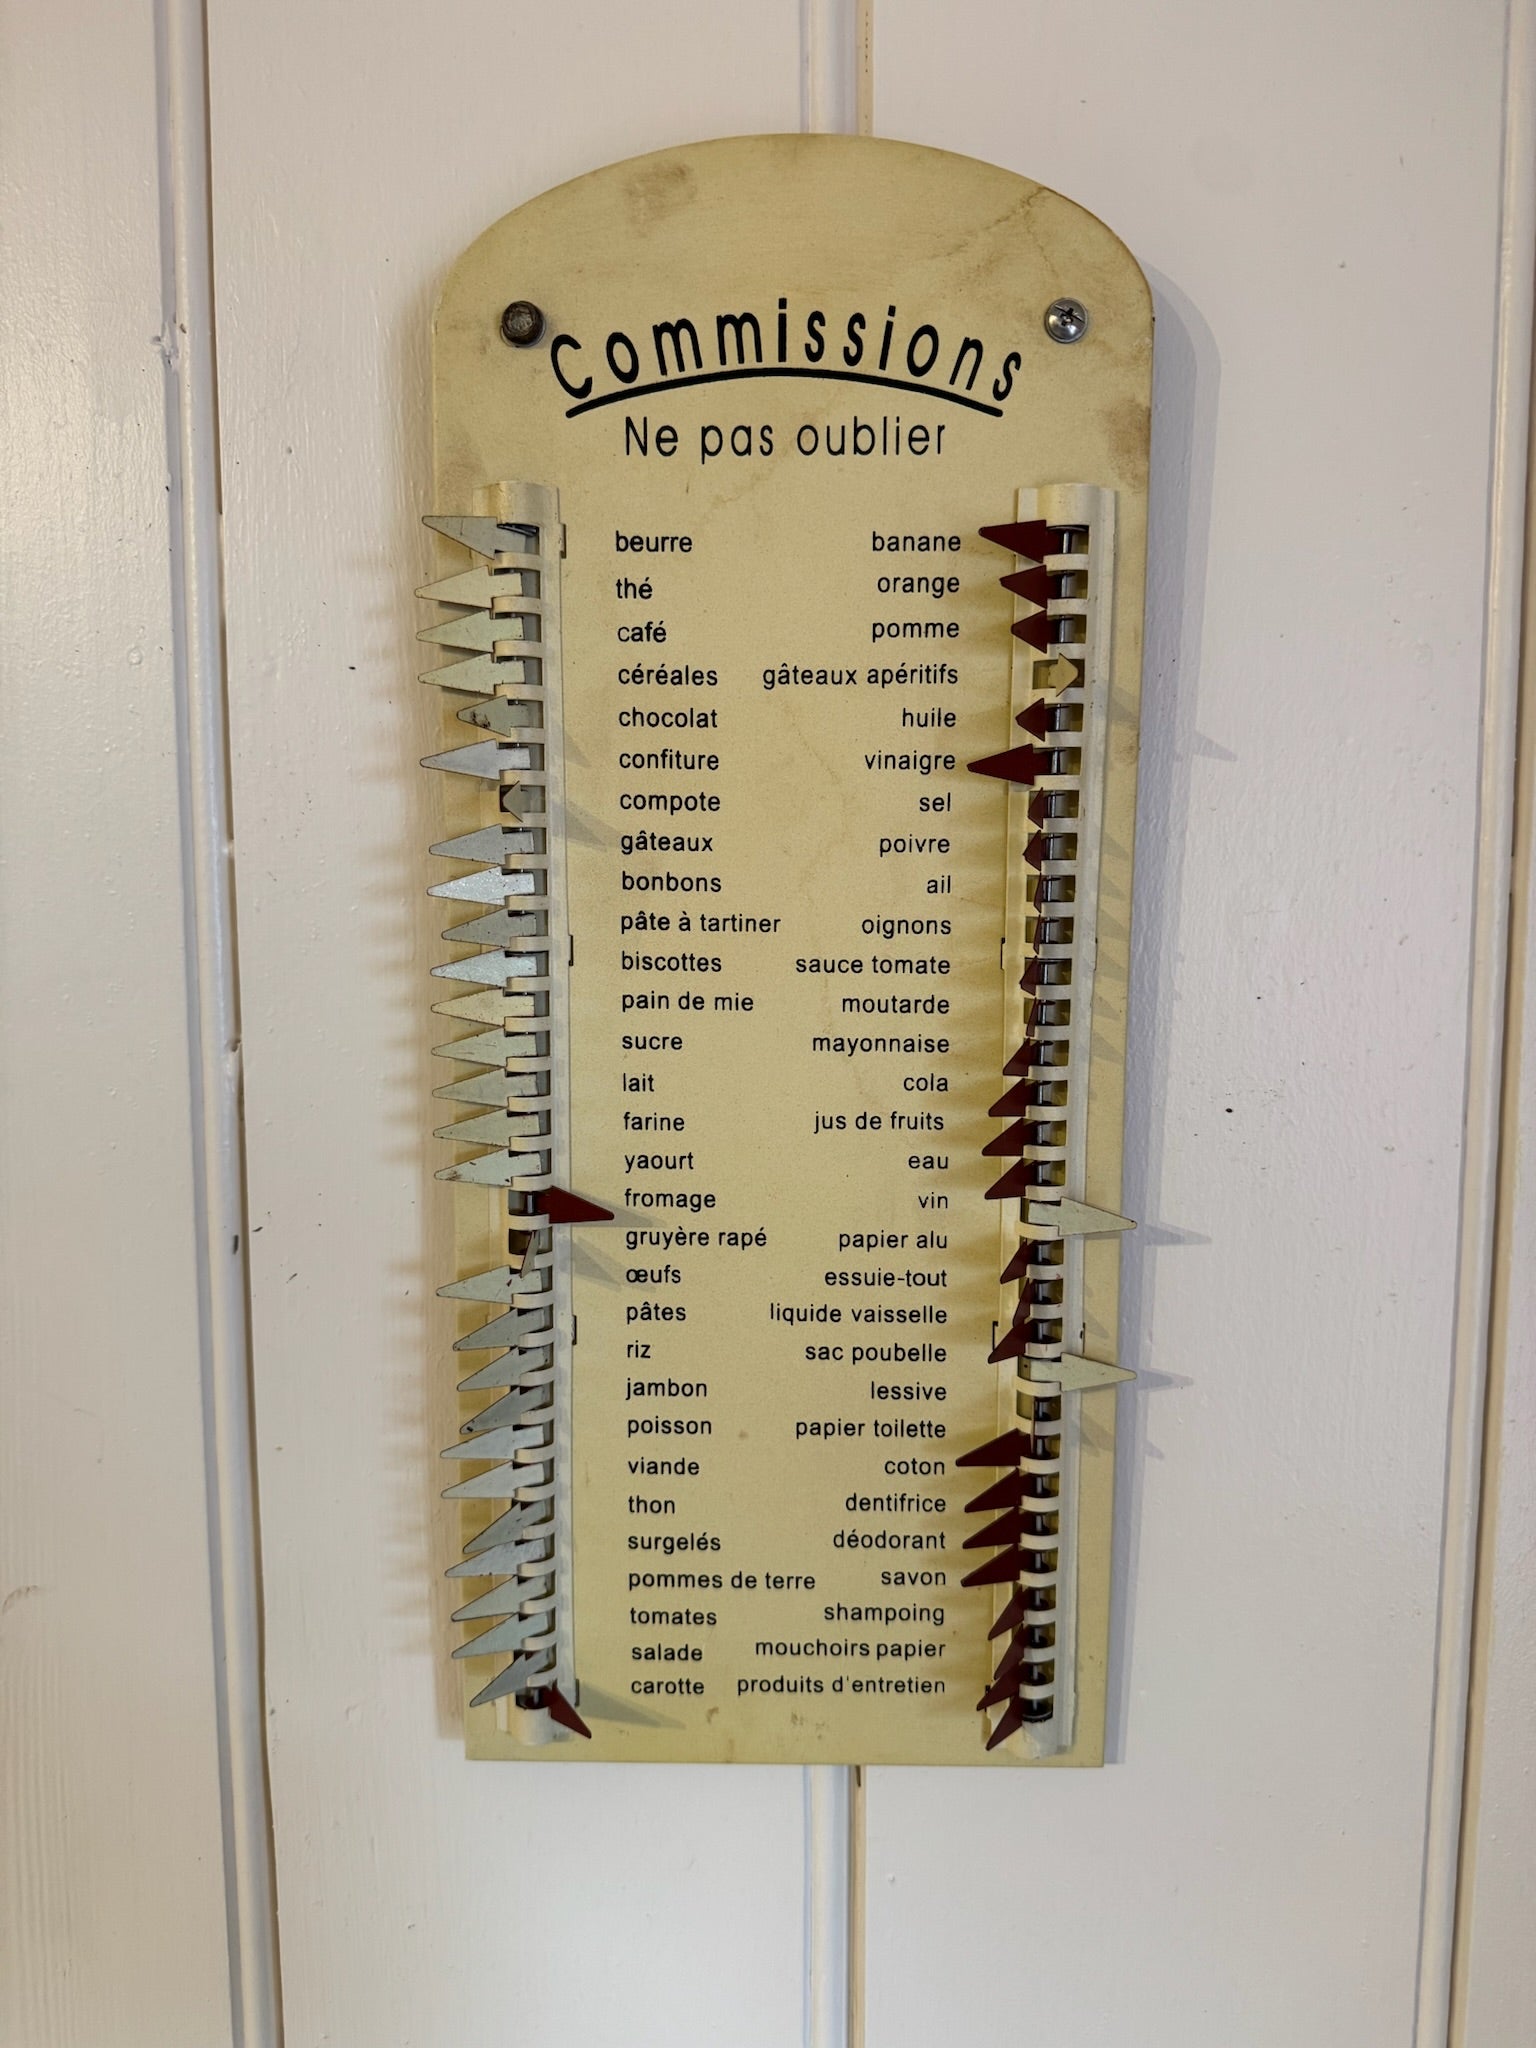 Commissions
Ne pas oublier
beurre banane
thé orange
café pomme
céréales gâteaux apéritifs
chocolat huile
confiture vinaigre
compote sel
gâteaux poivre
bonbons ail
pâte à tartiner oignons
biscottes sauce tomate
pain de mie moutarde
sucre mayonnaise
lait cola
farine jus de fruits
yaourt eau
fromage vin
gruyère rapé papier alu
œufs essuie-tout
pâtes liquide vaisselle
riz sac poubelle
jambon lessive
poisson papier toilette
viande coton
thon dentifrice
surgelés déodorant
pommes de terre savon
tomates shampoing
salade mouchoirs papier
carotte produits d'entretien